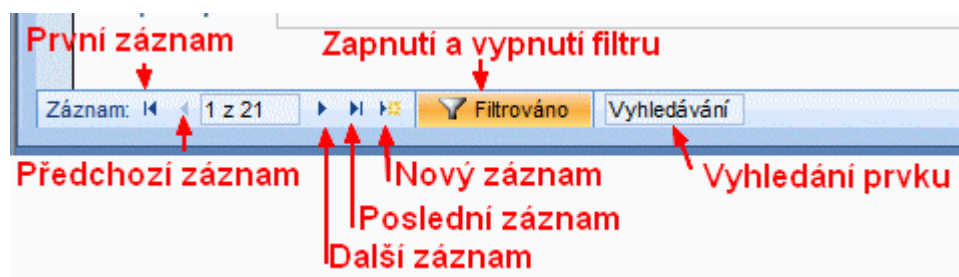 První záznam
Zapnutí a vypnutí filtru
Záznam: 1 z 21 Filtrováno Vyhledávání
Předchozí záznam
Nový záznam
Vyhledání prvku
Poslední záznam
Další záznam